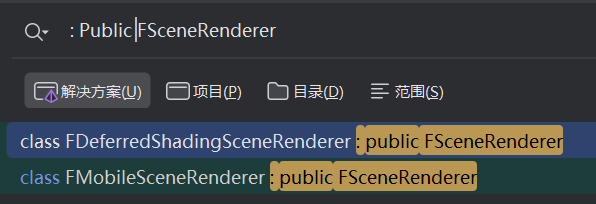 : Public FSceneRenderer
解决方案(U) 项目(P) 目录(D) 范围(S)
class FDeferredShadingSceneRenderer : public FSceneRenderer
class FMobileSceneRenderer : public FSceneRenderer